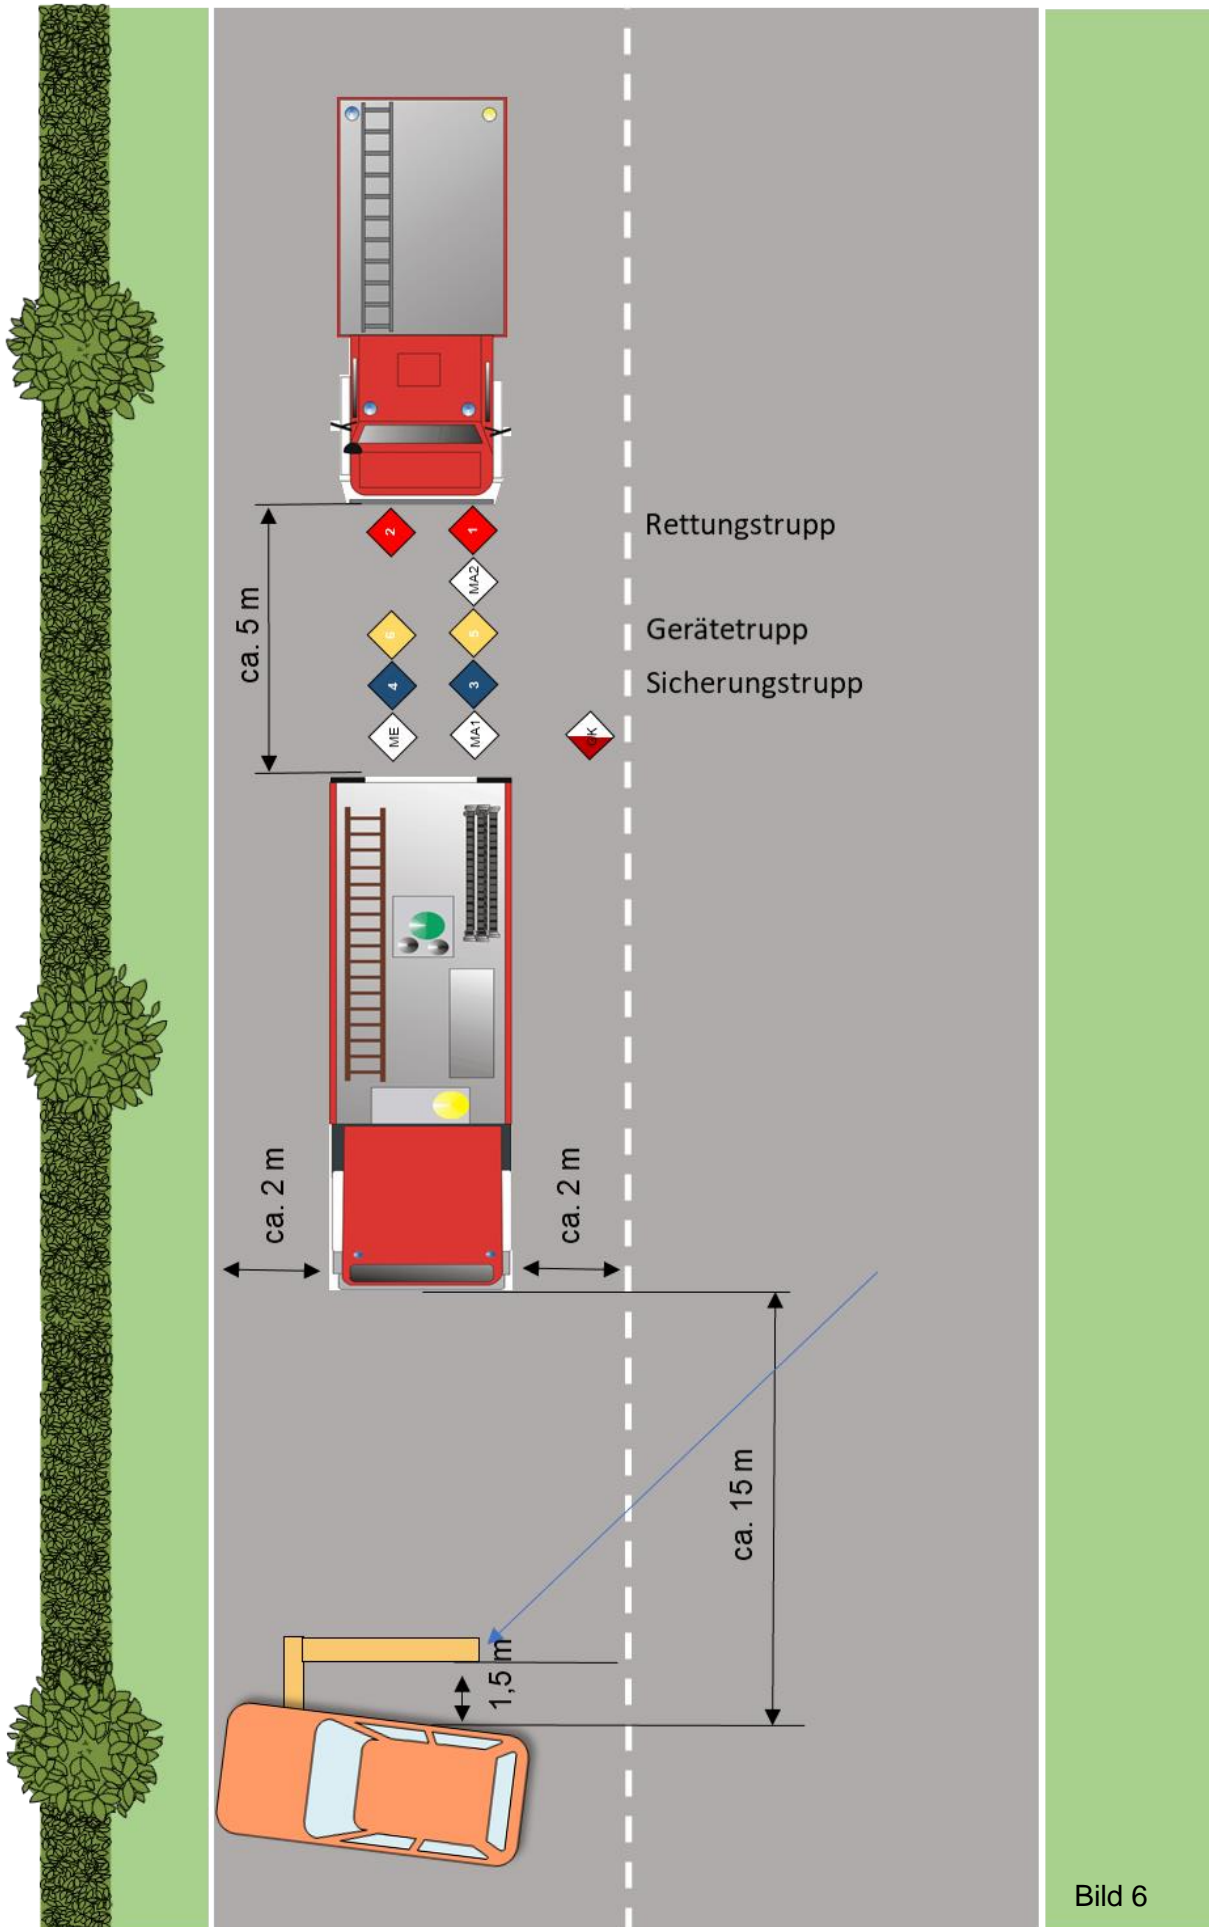 2 1 Rettungstrupp
MA2
ca. 5 m
6 5 Gerätetrupp
4 3 Sicherungstrupp
ME MA1 GK
ca. 2 m
ca. 2 m
ca. 15 m
1,5 m
Bild 6